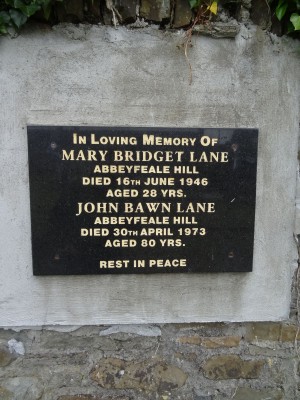 In Loving Memory Of
MARY BRIDGET LANE
ABBEYFEALE HILL
DIED 16TH JUNE 1946
AGED 28 YRS.
JOHN BAWN LANE
ABBEYFEALE HILL
DIED 30TH APRIL 1973
AGED 80 YRS.
REST IN PEACE